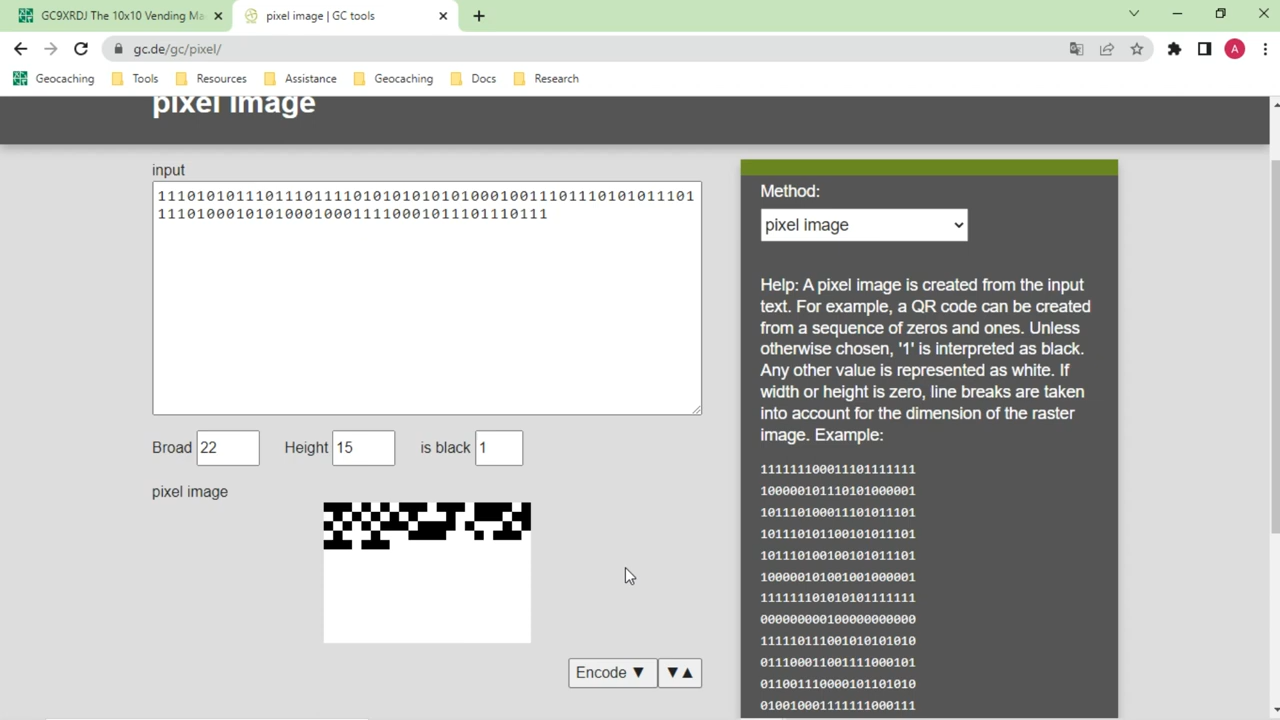 GC9XRDJ The 10x10 Vending Ma
pixel image | GC tools
gc.de/gc/pixel/
A
Geocaching
Tools
Resources
Assistance
Geocaching
Docs
Research
pixel image
input
1110101011101110111101010101010100010011101110101011101
1110100010101000100011110001011101110111
Method:
pixel image
Help: A pixel image is created from the input
text. For example, a QR code can be created
from a sequence of zeros and ones. Unless
otherwise chosen, '1' is interpreted as black.
Any other value is represented as white. If
width or height is zero, line breaks are taken
into account for the dimension of the raster
image. Example:
111111100011101111111
100000101110101000001
101110100011101011101
101110101100101011101
101110100100101011101
100000101001001000001
111111101010101111111
000000000100000000000
111110111001010101010
011100011001111000101
011001110000101101010
010010001111111000111
Broad 22 Height 15 is black 1
pixel image
Encode ▼ ▼▲